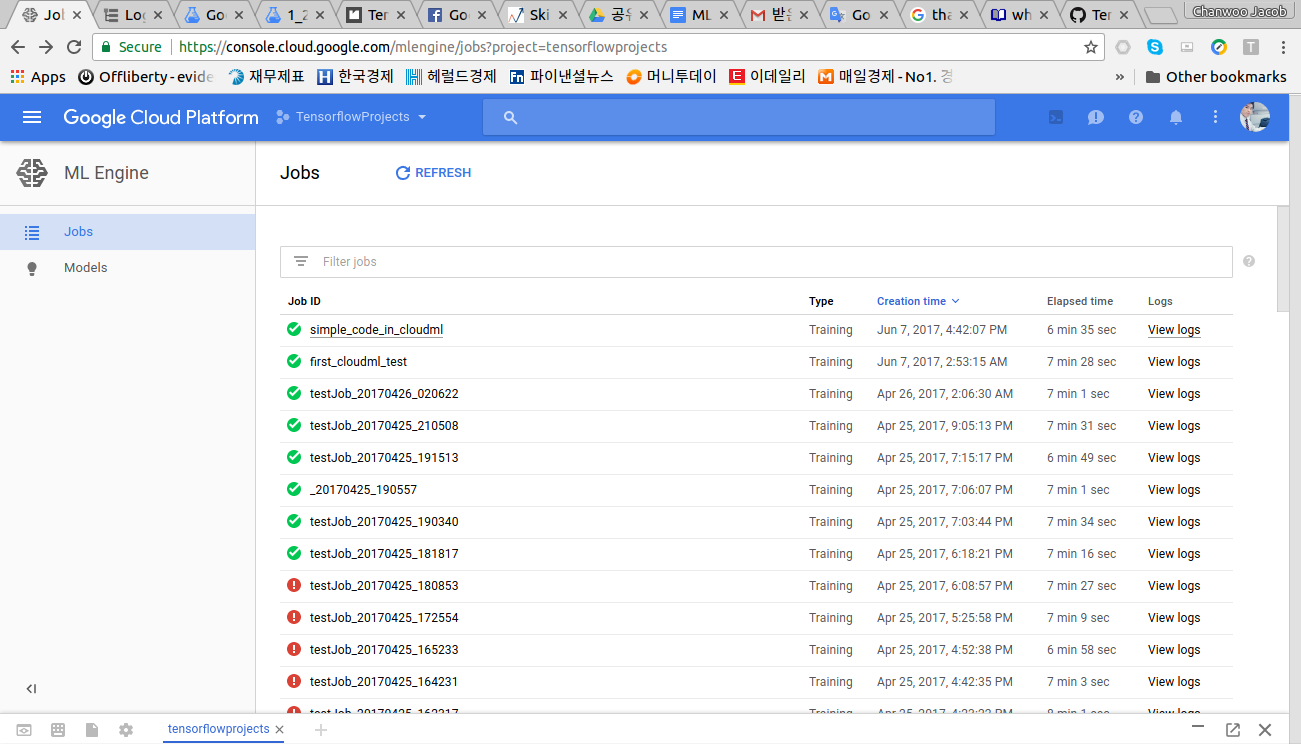 Job Log Goo 1_2 Ter Goo Ski 공유 ML 받은 Go tha wh Ter Chanwoo Jacob
Secure https://console.cloud.google.com/mlengine/jobs?project=tensorflowprojects
Apps Offliberty - evide 재무제표 한국경제 헤럴드경제 파이낸셜뉴스 머니투데이 이데일리 매일경제 - No1. 경 » Other bookmarks
Google Cloud Platform TensorflowProjects
ML Engine Jobs REFRESH
Jobs
Models
Filter jobs
Job ID Type Creation time Elapsed time Logs
simple_code_in_cloudml Training Jun 7, 2017, 4:42:07 PM 6 min 35 sec View logs
first_cloudml_test Training Jun 7, 2017, 2:53:15 AM 7 min 28 sec View logs
testJob_20170426_020622 Training Apr 26, 2017, 2:06:30 AM 7 min 1 sec View logs
testJob_20170425_210508 Training Apr 25, 2017, 9:05:13 PM 7 min 31 sec View logs
testJob_20170425_191513 Training Apr 25, 2017, 7:15:17 PM 6 min 49 sec View logs
_20170425_190557 Training Apr 25, 2017, 7:06:07 PM 7 min 1 sec View logs
testJob_20170425_190340 Training Apr 25, 2017, 7:03:44 PM 7 min 34 sec View logs
testJob_20170425_181817 Training Apr 25, 2017, 6:18:21 PM 7 min 16 sec View logs
testJob_20170425_180853 Training Apr 25, 2017, 6:08:57 PM 7 min 27 sec View logs
testJob_20170425_172554 Training Apr 25, 2017, 5:25:58 PM 7 min 9 sec View logs
testJob_20170425_165233 Training Apr 25, 2017, 4:52:38 PM 6 min 58 sec View logs
testJob_20170425_164231 Training Apr 25, 2017, 4:42:35 PM 7 min 3 sec View logs
tensorflowprojects